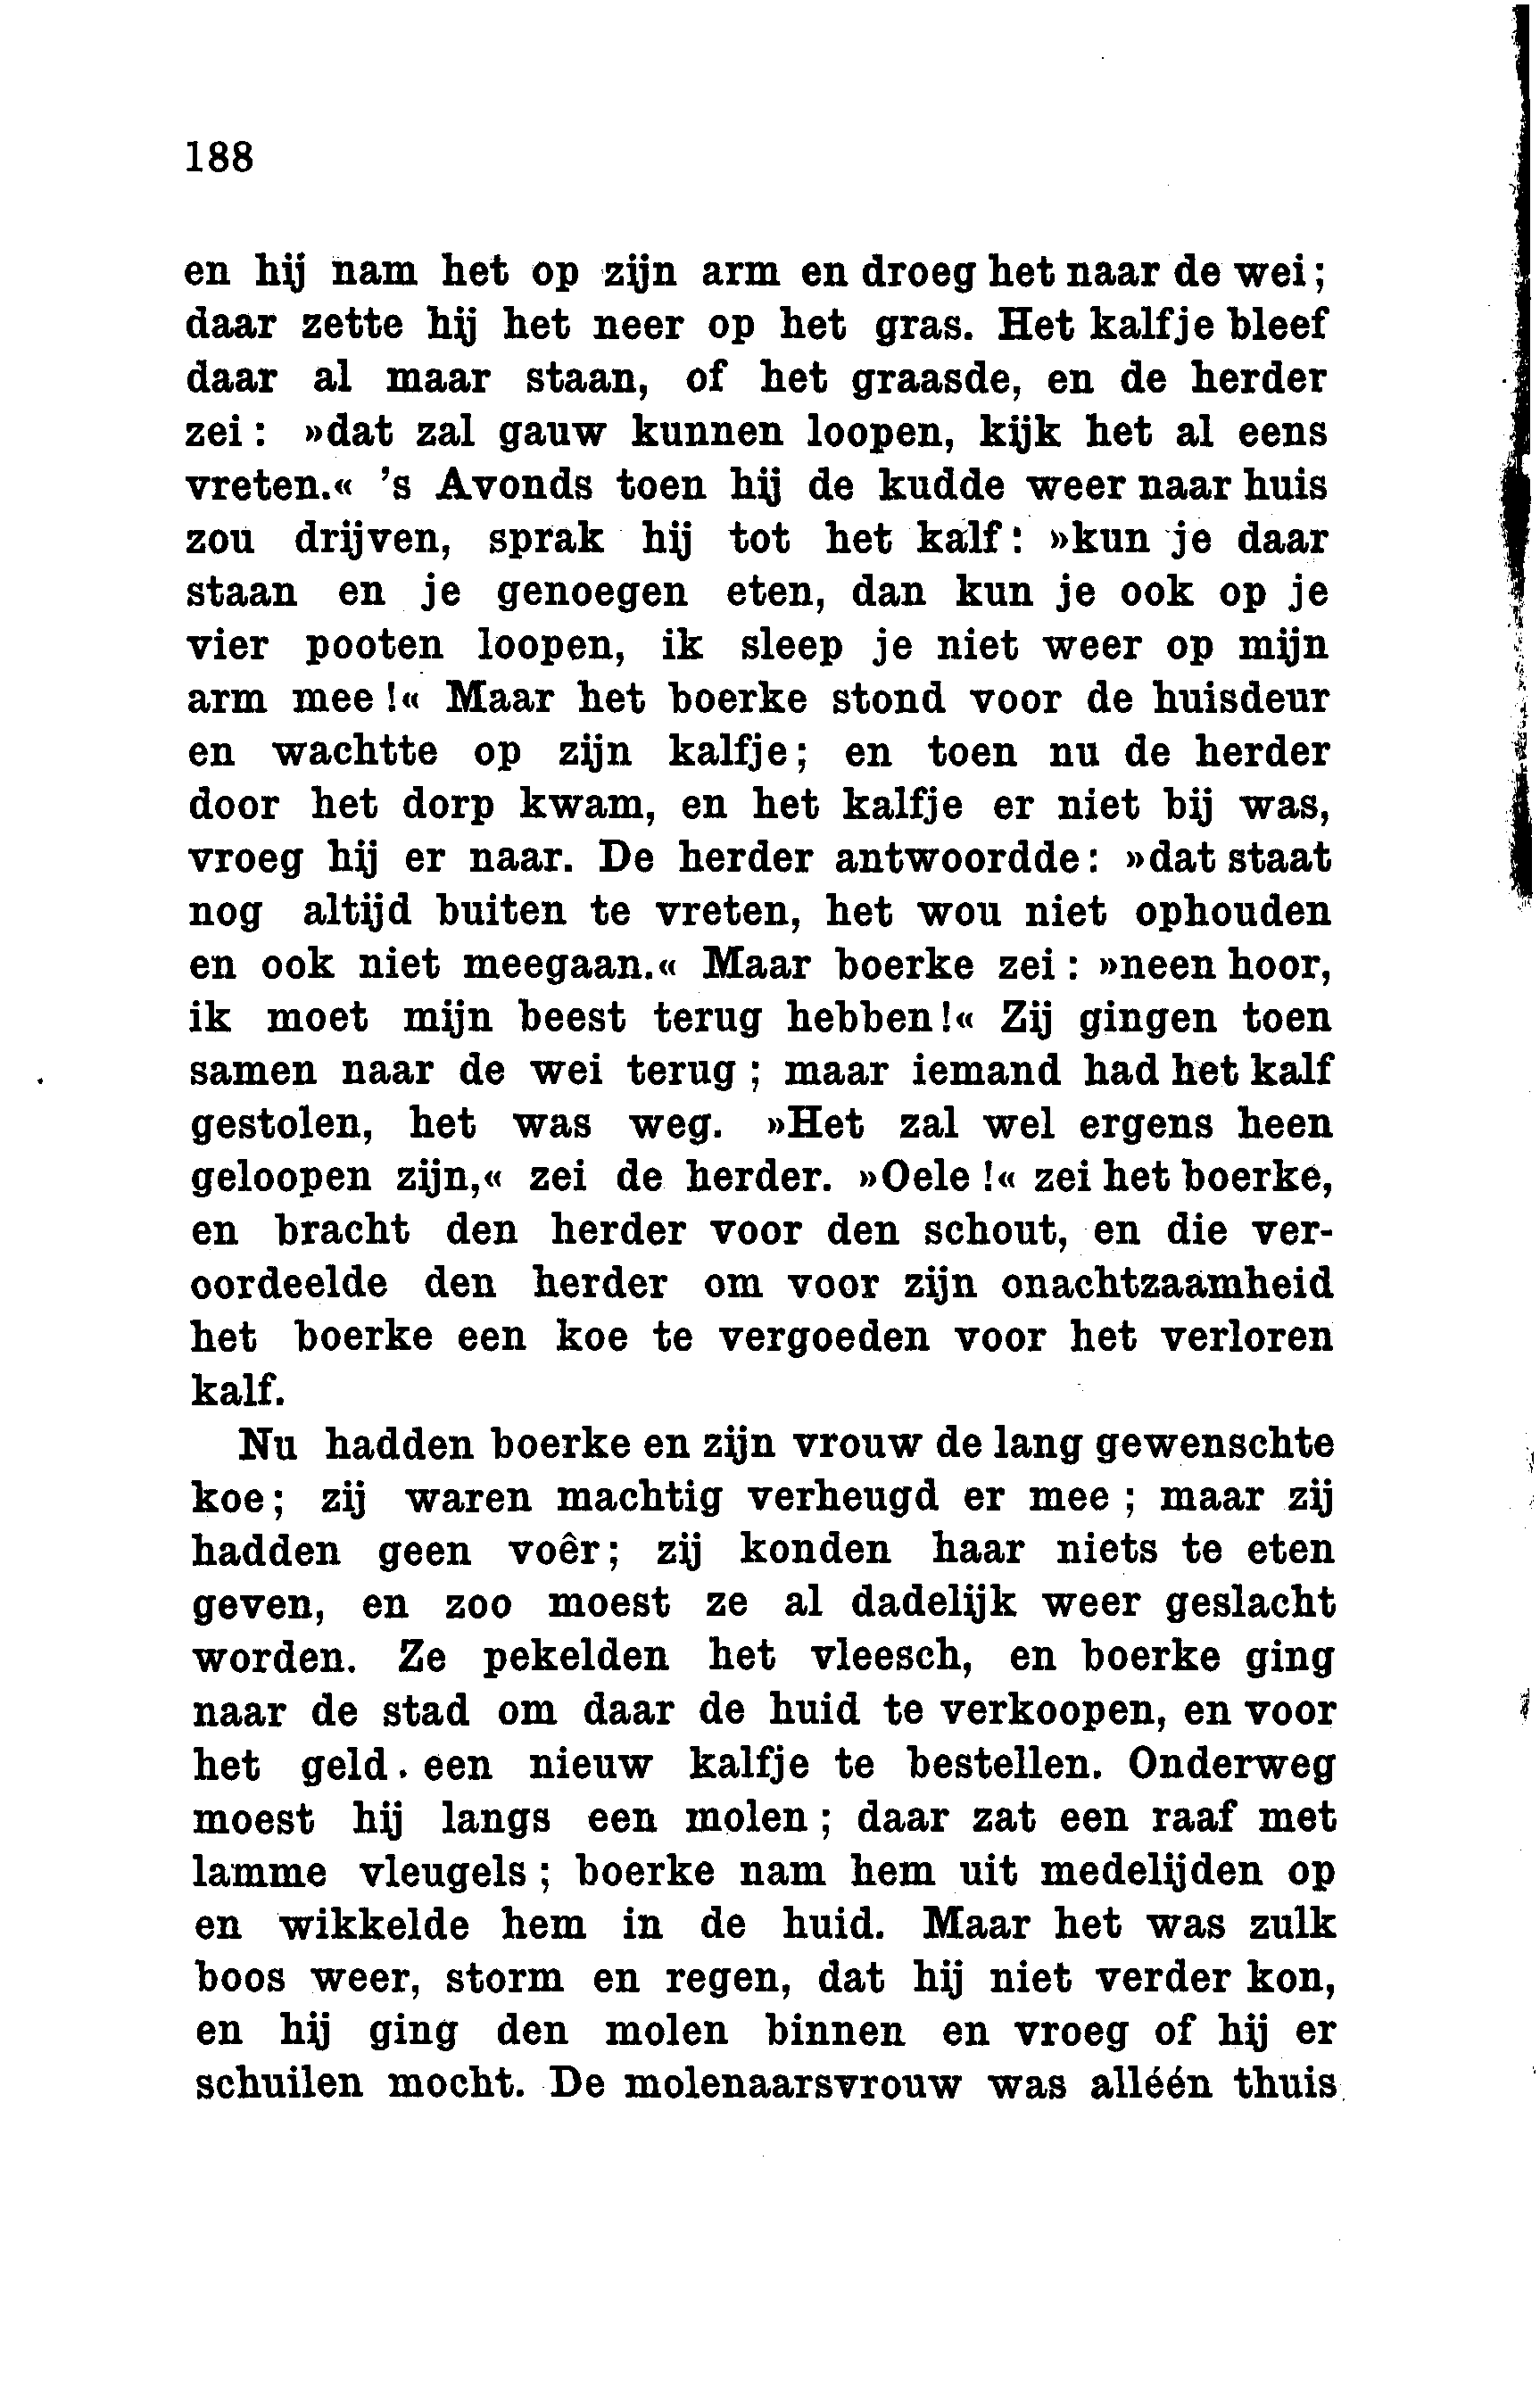 188
en hij nam het op zijn arm en droeg het naar de wei;
daar zette hij het neer op het gras. Het kalfje bleef
daar al maar staan, of het graasde, en de herder
zei: »dat zal gauw kunnen loopen, kijk het al eens
vreten.« 's Avonds toen hij de kudde weer naar huis
zou drijven, sprak hij tot het kalf: »kun je daar
staan en je genoegen eten, dan kun je ook op je
vier pooten loopen, ik sleep je niet weer op mijn
arm mee!« Maar het boerke stond voor de huisdeur
en wachtte op zijn kalfje; en toen nu de herder
door het dorp kwam, en het kalfje er niet bij was,
vroeg hij er naar. De herder antwoordde: »dat staat
nog altijd buiten te vreten, het wou niet ophouden
en ook niet meegaan.« Maar boerke zei: »neen hoor,
ik moet mijn beest terug hebben!« Zij gingen toen
samen naar de wei terug; maar iemand had het kalf
gestolen, het was weg. »Het zal wel ergens heen
geloopen zijn,« zei de herder. »Oele!« zei het boerke,
en bracht den herder voor den schout, en die ver-
oordeelde den herder om voor zijn onachtzaamheid
het boerke een koe te vergoeden voor het verloren
kalf.
Nu hadden boerke en zijn vrouw de lang gewenschte
koe; zij waren machtig verheugd er mee; maar zij
hadden geen voêr; zij konden haar niets te eten
geven, en zoo moest ze al dadelijk weer geslacht
worden. Ze pekelden het vleesch, en boerke ging
naar de stad om daar de huid te verkoopen, en voor
het geld een nieuw kalfje te bestellen. Onderweg
moest hij langs een molen; daar zat een raaf met
lamme vleugels; boerke nam hem uit medelijden op
en wikkelde hem in de huid. Maar het was zulk
boos weer, storm en regen, dat hij niet verder kon,
en hij ging den molen binnen en vroeg of hij er
schuilen mocht. De molenaarsvrouw was alléén thuis